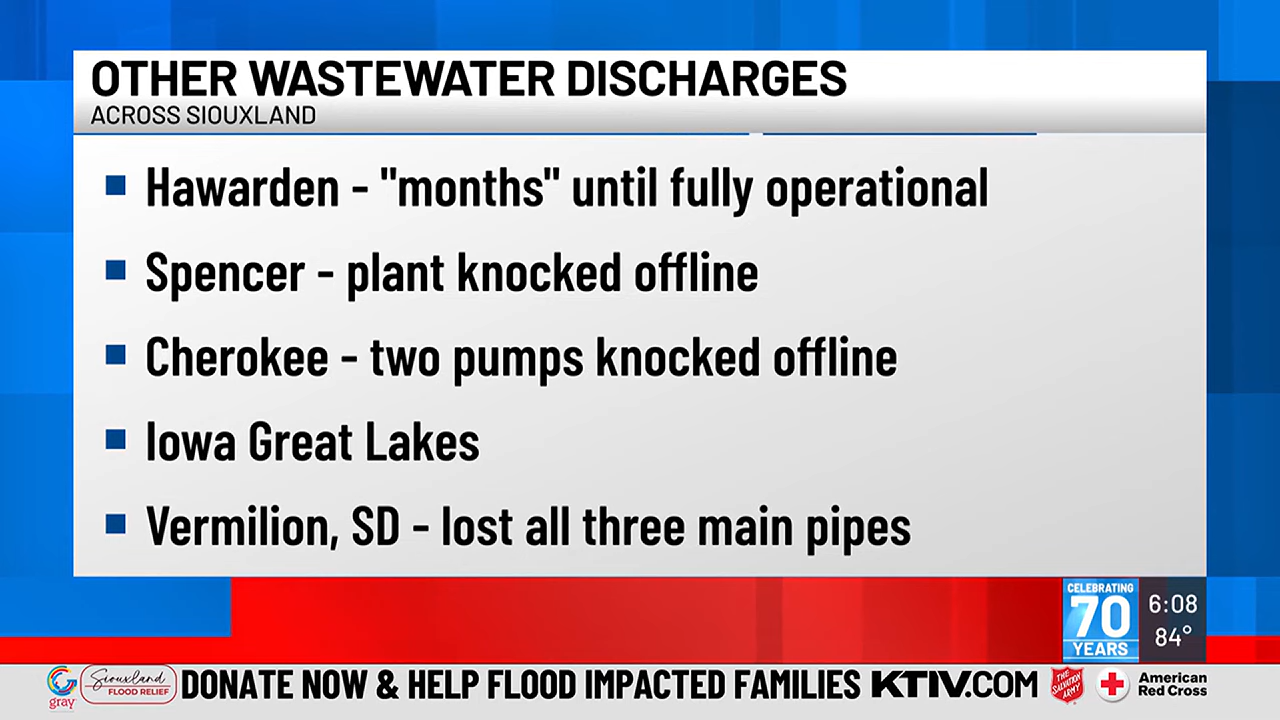 OTHER WASTEWATER DISCHARGES
ACROSS SIOUXLAND
Hawarden - "months" until fully operational
Spencer - plant knocked offline
Cherokee - two pumps knocked offline
Iowa Great Lakes
Vermilion, SD - lost all three main pipes
CELEBRATING
70
YEARS
6:08
84°
gray
Siouxland
FLOOD RELIEF
DONATE NOW & HELP FLOOD IMPACTED FAMILIES KTIV.COM
THE SALVATION ARMY
American
Red Cross